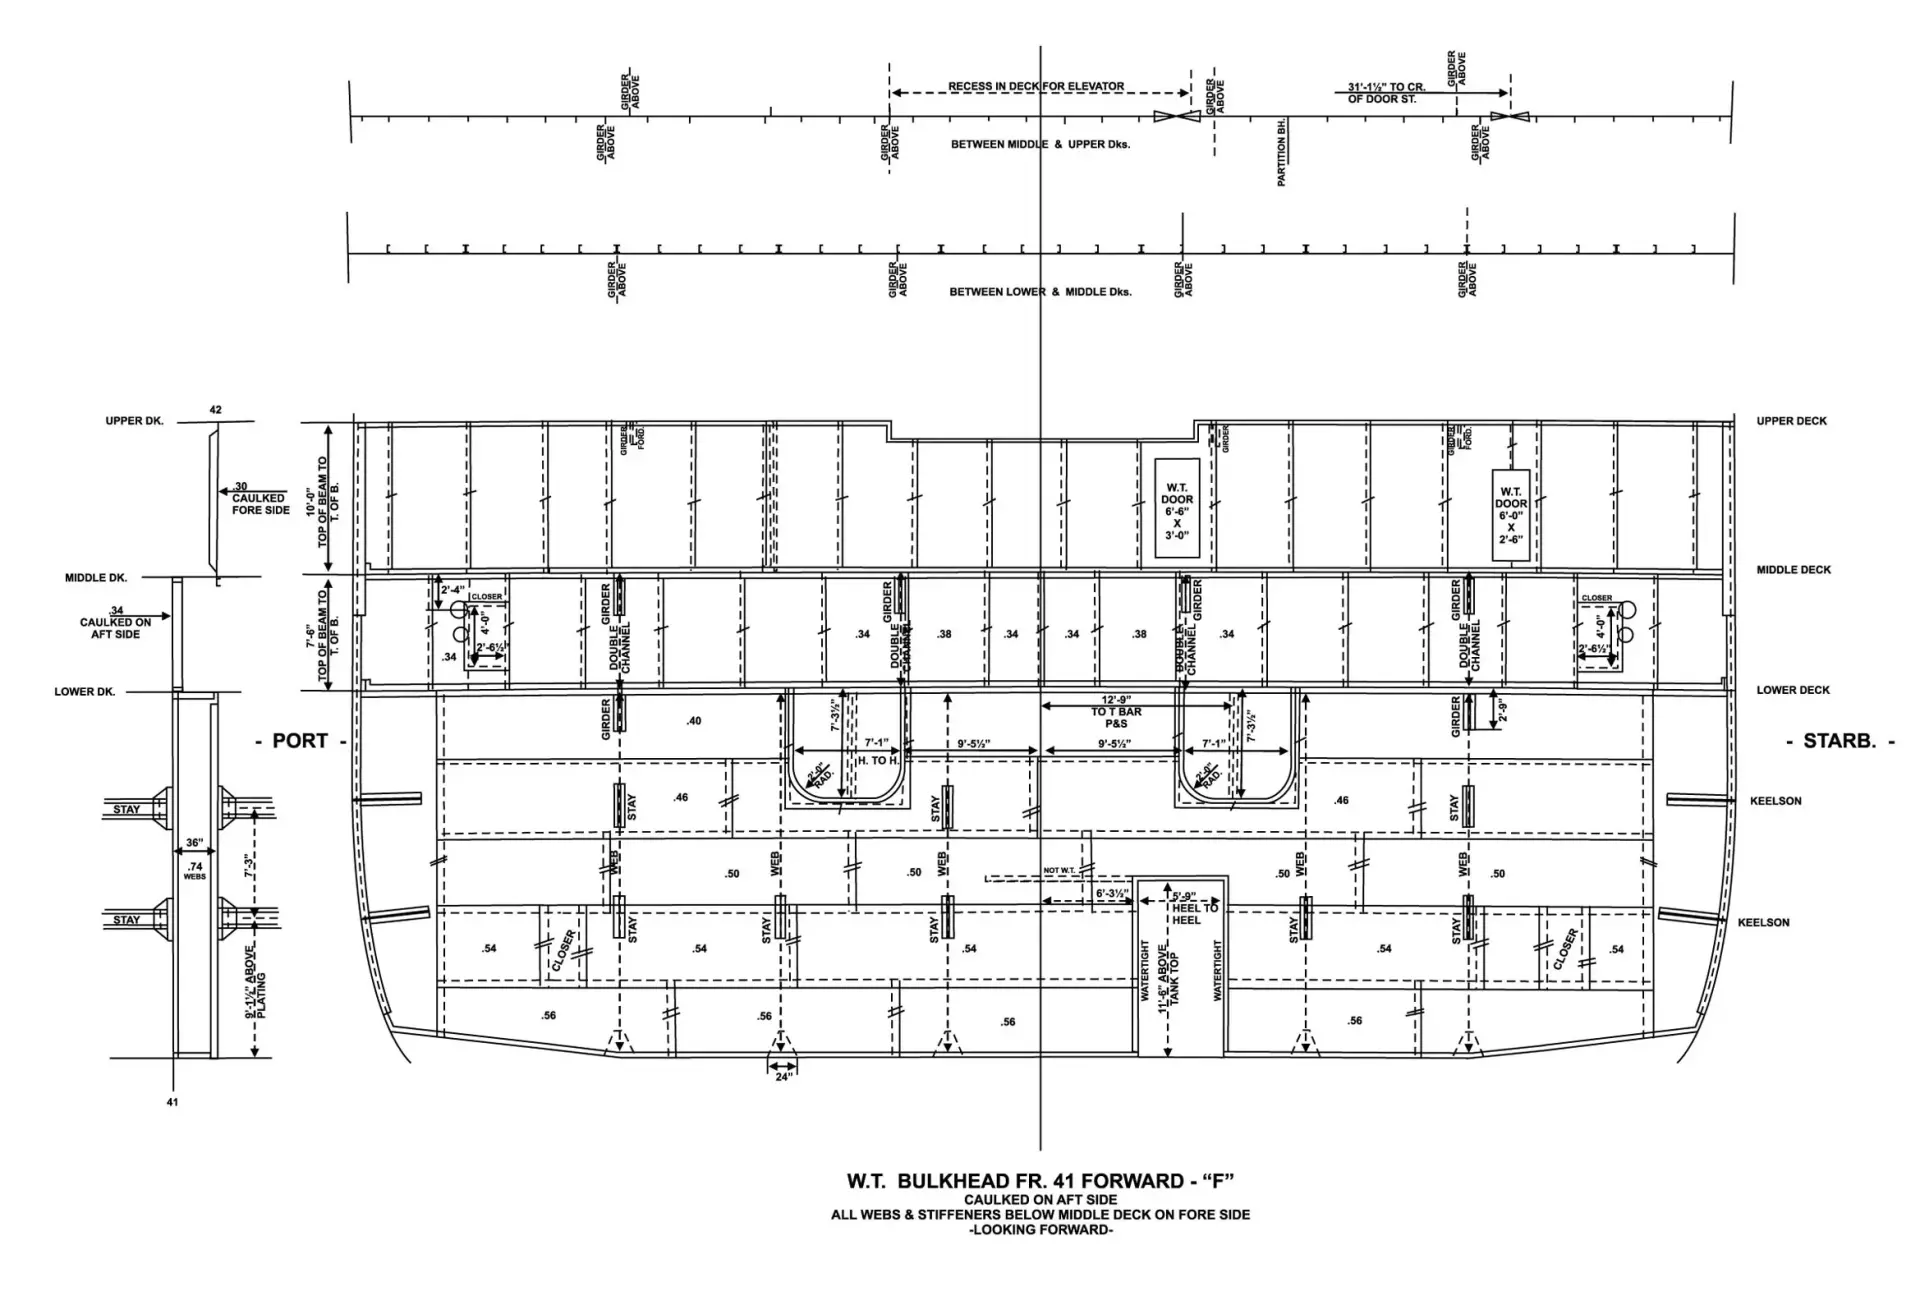 GIRDER
ABOVE
RECESS IN DECK FOR ELEVATOR
GIRDER
ABOVE
31'-1½" TO CR.
OF DOOR ST.
GIRDER
ABOVE
GIRDER
ABOVE
GIRDER
ABOVE
BETWEEN MIDDLE & UPPER Dks.
PARTITION BH.
GIRDER
ABOVE
GIRDER
ABOVE
GIRDER
ABOVE
BETWEEN LOWER & MIDDLE Dks.
GIRDER
ABOVE
GIRDER
ABOVE
42
UPPER DK.
.30
CAULKED
FORE SIDE
MIDDLE DK.
.34
CAULKED ON
AFT SIDE
LOWER DK.
STAY
36"
.74
WEBS
7'-3"
STAY
9'-1½" ABOVE
PLATING
41
10'-0"
TOP OF BEAM TO
T. OF B.
7'-6"
TOP OF BEAM TO
T. OF B.
- PORT -
GIRDER
FORD.
GIRDER
GIRDER
FORD.
W.T.
DOOR
6'-6"
X
3'-0"
W.T.
DOOR
6'-0"
X
2'-6"
UPPER DECK
MIDDLE DECK
2'-4"
CLOSER
4'-0"
2'-6½"
.34
GIRDER
DOUBLE
CHANNEL
.34
GIRDER
DOUBLE
CHANNEL
.38
.34
.34
.38
GIRDER
DOUBLE
CHANNEL
.34
GIRDER
DOUBLE
CHANNEL
CLOSER
4'-0"
2'-6½"
LOWER DECK
GIRDER
.40
7'-3½"
7'-1"
H. TO H.
2'-0"
RAD.
9'-5½"
12'-9"
TO T BAR
P&S
9'-5½"
7'-1"
2'-0"
RAD.
7'-3½"
GIRDER
2'-9"
- STARB. -
STAY
.46
STAY
.46
STAY
KEELSON
WEB
.50
WEB
.50
WEB
NOT W.T.
6'-3½"
5'-9"
HEEL TO
HEEL
WEB
.50
WEB
.50
.54
CLOSER
STAY
.54
STAY
STAY
.54
WATERTIGHT
11'-6" ABOVE
TANK TOP
WATERTIGHT
STAY
.54
STAY
CLOSER
.54
KEELSON
.56
.56
.56
.56
24"
W.T. BULKHEAD FR. 41 FORWARD - “F”
CAULKED ON AFT SIDE
ALL WEBS & STIFFENERS BELOW MIDDLE DECK ON FORE SIDE
-LOOKING FORWARD-